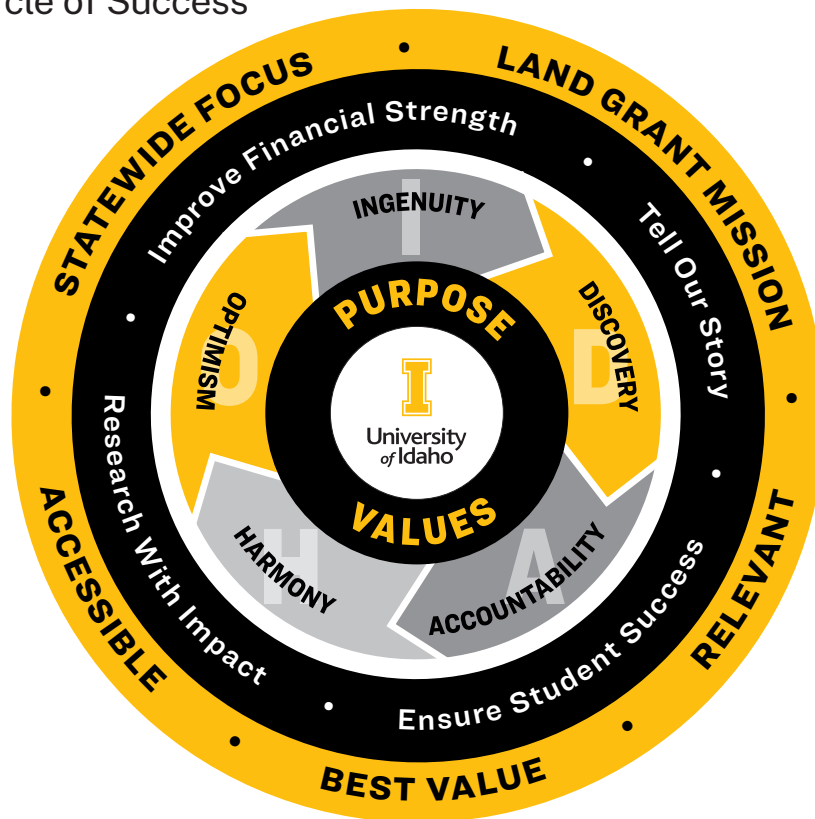 cle of Success
STATEWIDE FOCUS
LAND GRANT MISSION
RELEVANT
BEST VALUE
ACCESSIBLE
Improve Financial Strength
Tell Our Story
Ensure Student Success
Research With Impact
I
INGENUITY
D
DISCOVERY
A
ACCOUNTABILITY
H
HARMONY
O
OPTIMISM
PURPOSE
I
University
of Idaho
VALUES